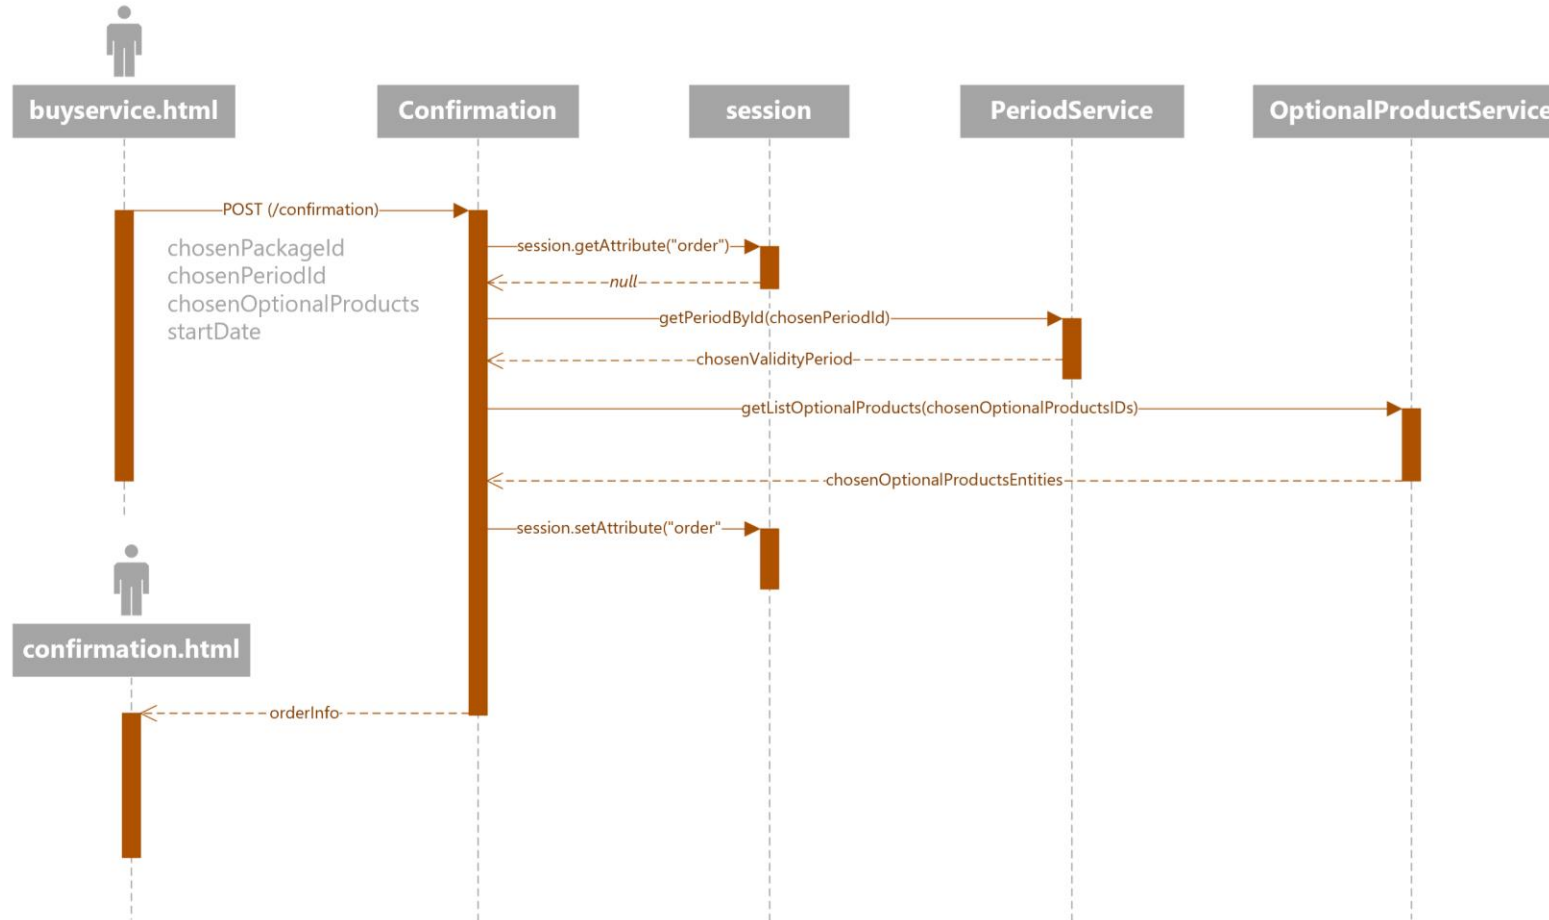 buyservice.html
Confirmation
session
PeriodService
OptionalProductService
POST (/confirmation)
chosenPackageId
chosenPeriodId
chosenOptionalProducts
startDate
session.getAttribute("order")
null
getPeriodById(chosenPeriodId)
chosenValidityPeriod
getListOptionalProducts(chosenOptionalProductsIDs)
chosenOptionalProductsEntities
session.setAttribute("order"
confirmation.html
orderInfo